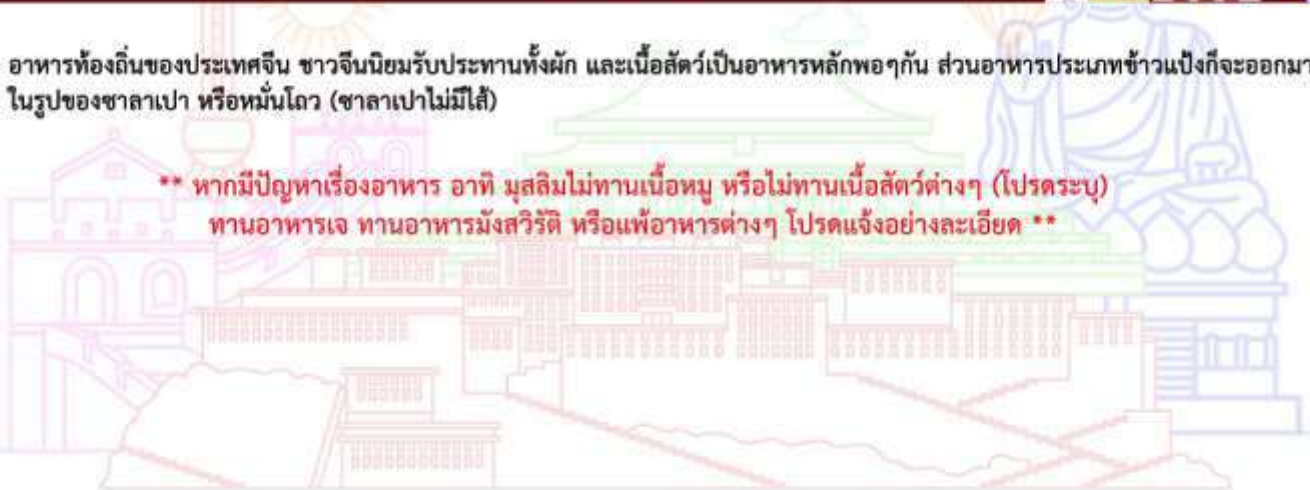 อาหารท้องถิ่นของประเทศจีน ชาวจีนนิยมรับประทานทั้งผัก และเนื้อสัตว์เป็นอาหารหลักพอๆกัน ส่วนอาหารประเภทข้าวแป้งก็จะออกมา
ในรูปของซาลาเปา หรือหมั่นโถว (ซาลาเปาไม่มีไส้)
** หากมีปัญหาเรื่องอาหาร อาทิ มุสลิมไม่ทานเนื้อหมู หรือไม่ทานเนื้อสัตว์ต่างๆ (โปรดระบุ)
ทานอาหารเจ ทานอาหารมังสวิรัติ หรือแพ้อาหารต่างๆ โปรดแจ้งอย่างละเอียด **